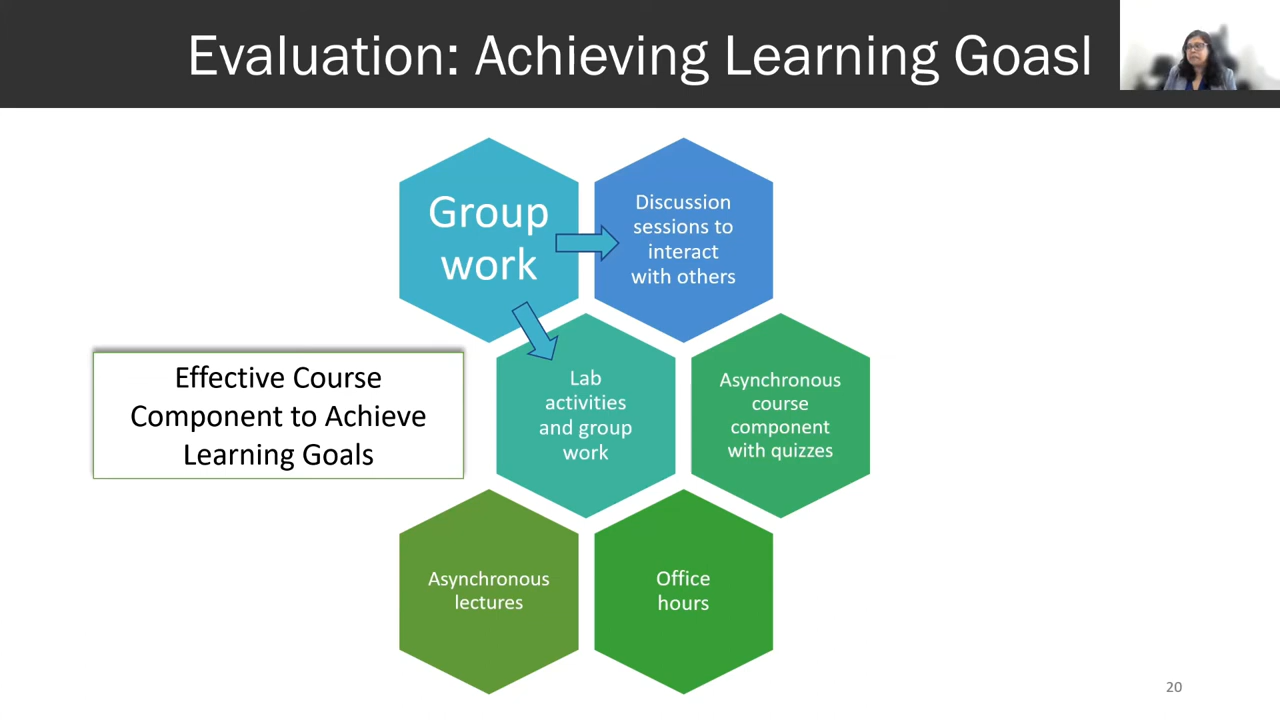 Evaluation: Achieving Learning Goasl
Group
work
Discussion
sessions to
interact
with others
Effective Course
Component to Achieve
Learning Goals
Lab
activities
and group
work
Asynchronous
course
component
with quizzes
Asynchronous
lectures
Office
hours
20